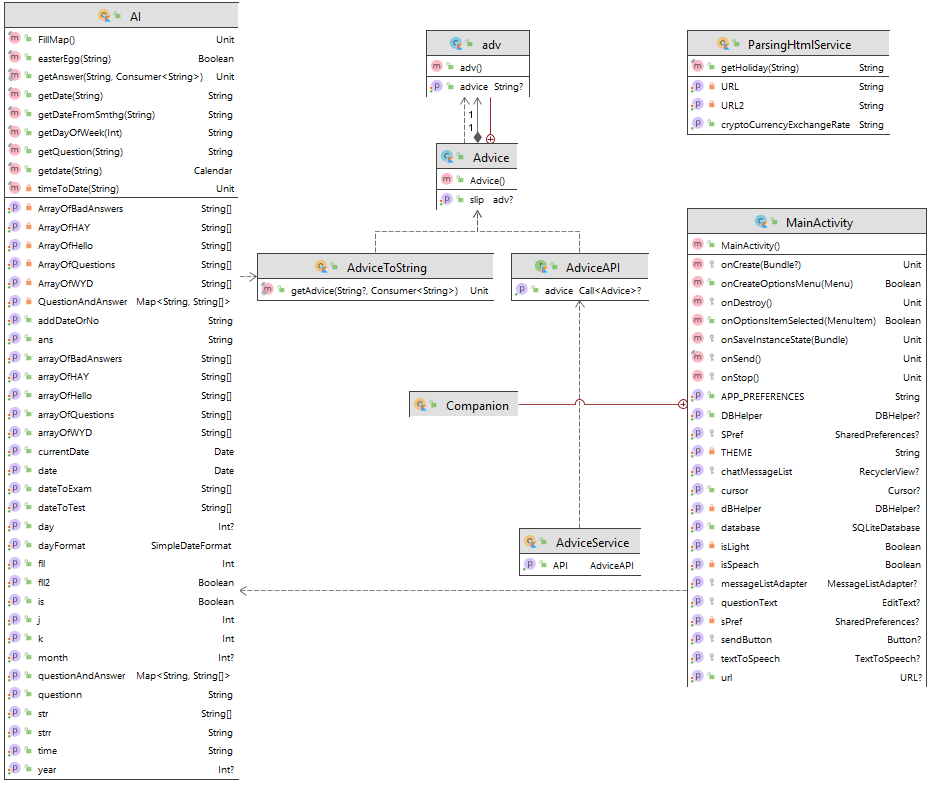 AI
FillMap() Unit
easterEgg(String) Boolean
getAnswer(String, Consumer<String>) Unit
getDate(String) String
getDateFromSmthg(String) String
getDayOfWeek(Int) String
getQuestion(String) String
getdate(String) Calendar
timeToDate(String) Unit
ArrayOfBadAnswers String[]
ArrayOfHAY String[]
ArrayOfHello String[]
ArrayOfQuestions String[]
ArrayOfWYD String[]
QuestionAndAnswer Map<String, String[]>
addDateOrNo String
ans String
arrayOfBadAnswers String[]
arrayOfHAY String[]
arrayOfHello String[]
arrayOfQuestions String[]
arrayOfWYD String[]
currentDate Date
date Date
dateToExam String[]
dateToTest String[]
day Int?
dayFormat SimpleDateFormat
fll Int
fll2 Boolean
is Boolean
j Int
k Int
month Int?
questionAndAnswer Map<String, String[]>
questionn String
str String[]
strr String
time String
year Int?
adv
adv()
advice String?
1
1
Advice
Advice()
slip adv?
AdviceToString
getAdvice(String?, Consumer<String>) Unit
AdviceAPI
advice Call<Advice>?
Companion
AdviceService
API AdviceAPI
ParsingHtmlService
getHoliday(String) String
URL String
URL2 String
cryptoCurrencyExchangeRate String
MainActivity
MainActivity()
onCreate(Bundle?) Unit
onCreateOptionsMenu(Menu) Boolean
onDestroy() Unit
onOptionsItemSelected(MenuItem) Boolean
onSaveInstanceState(Bundle) Unit
onSend() Unit
onStop() Unit
APP_PREFERENCES String
DBHelper DBHelper?
SPref SharedPreferences?
THEME String
chatMessageList RecyclerView?
cursor Cursor?
dBHelper DBHelper?
database SQLiteDatabase
isLight Boolean
isSpeach Boolean
messageListAdapter MessageListAdapter?
questionText EditText?
sPref SharedPreferences?
sendButton Button?
textToSpeech TextToSpeech?
url URL?